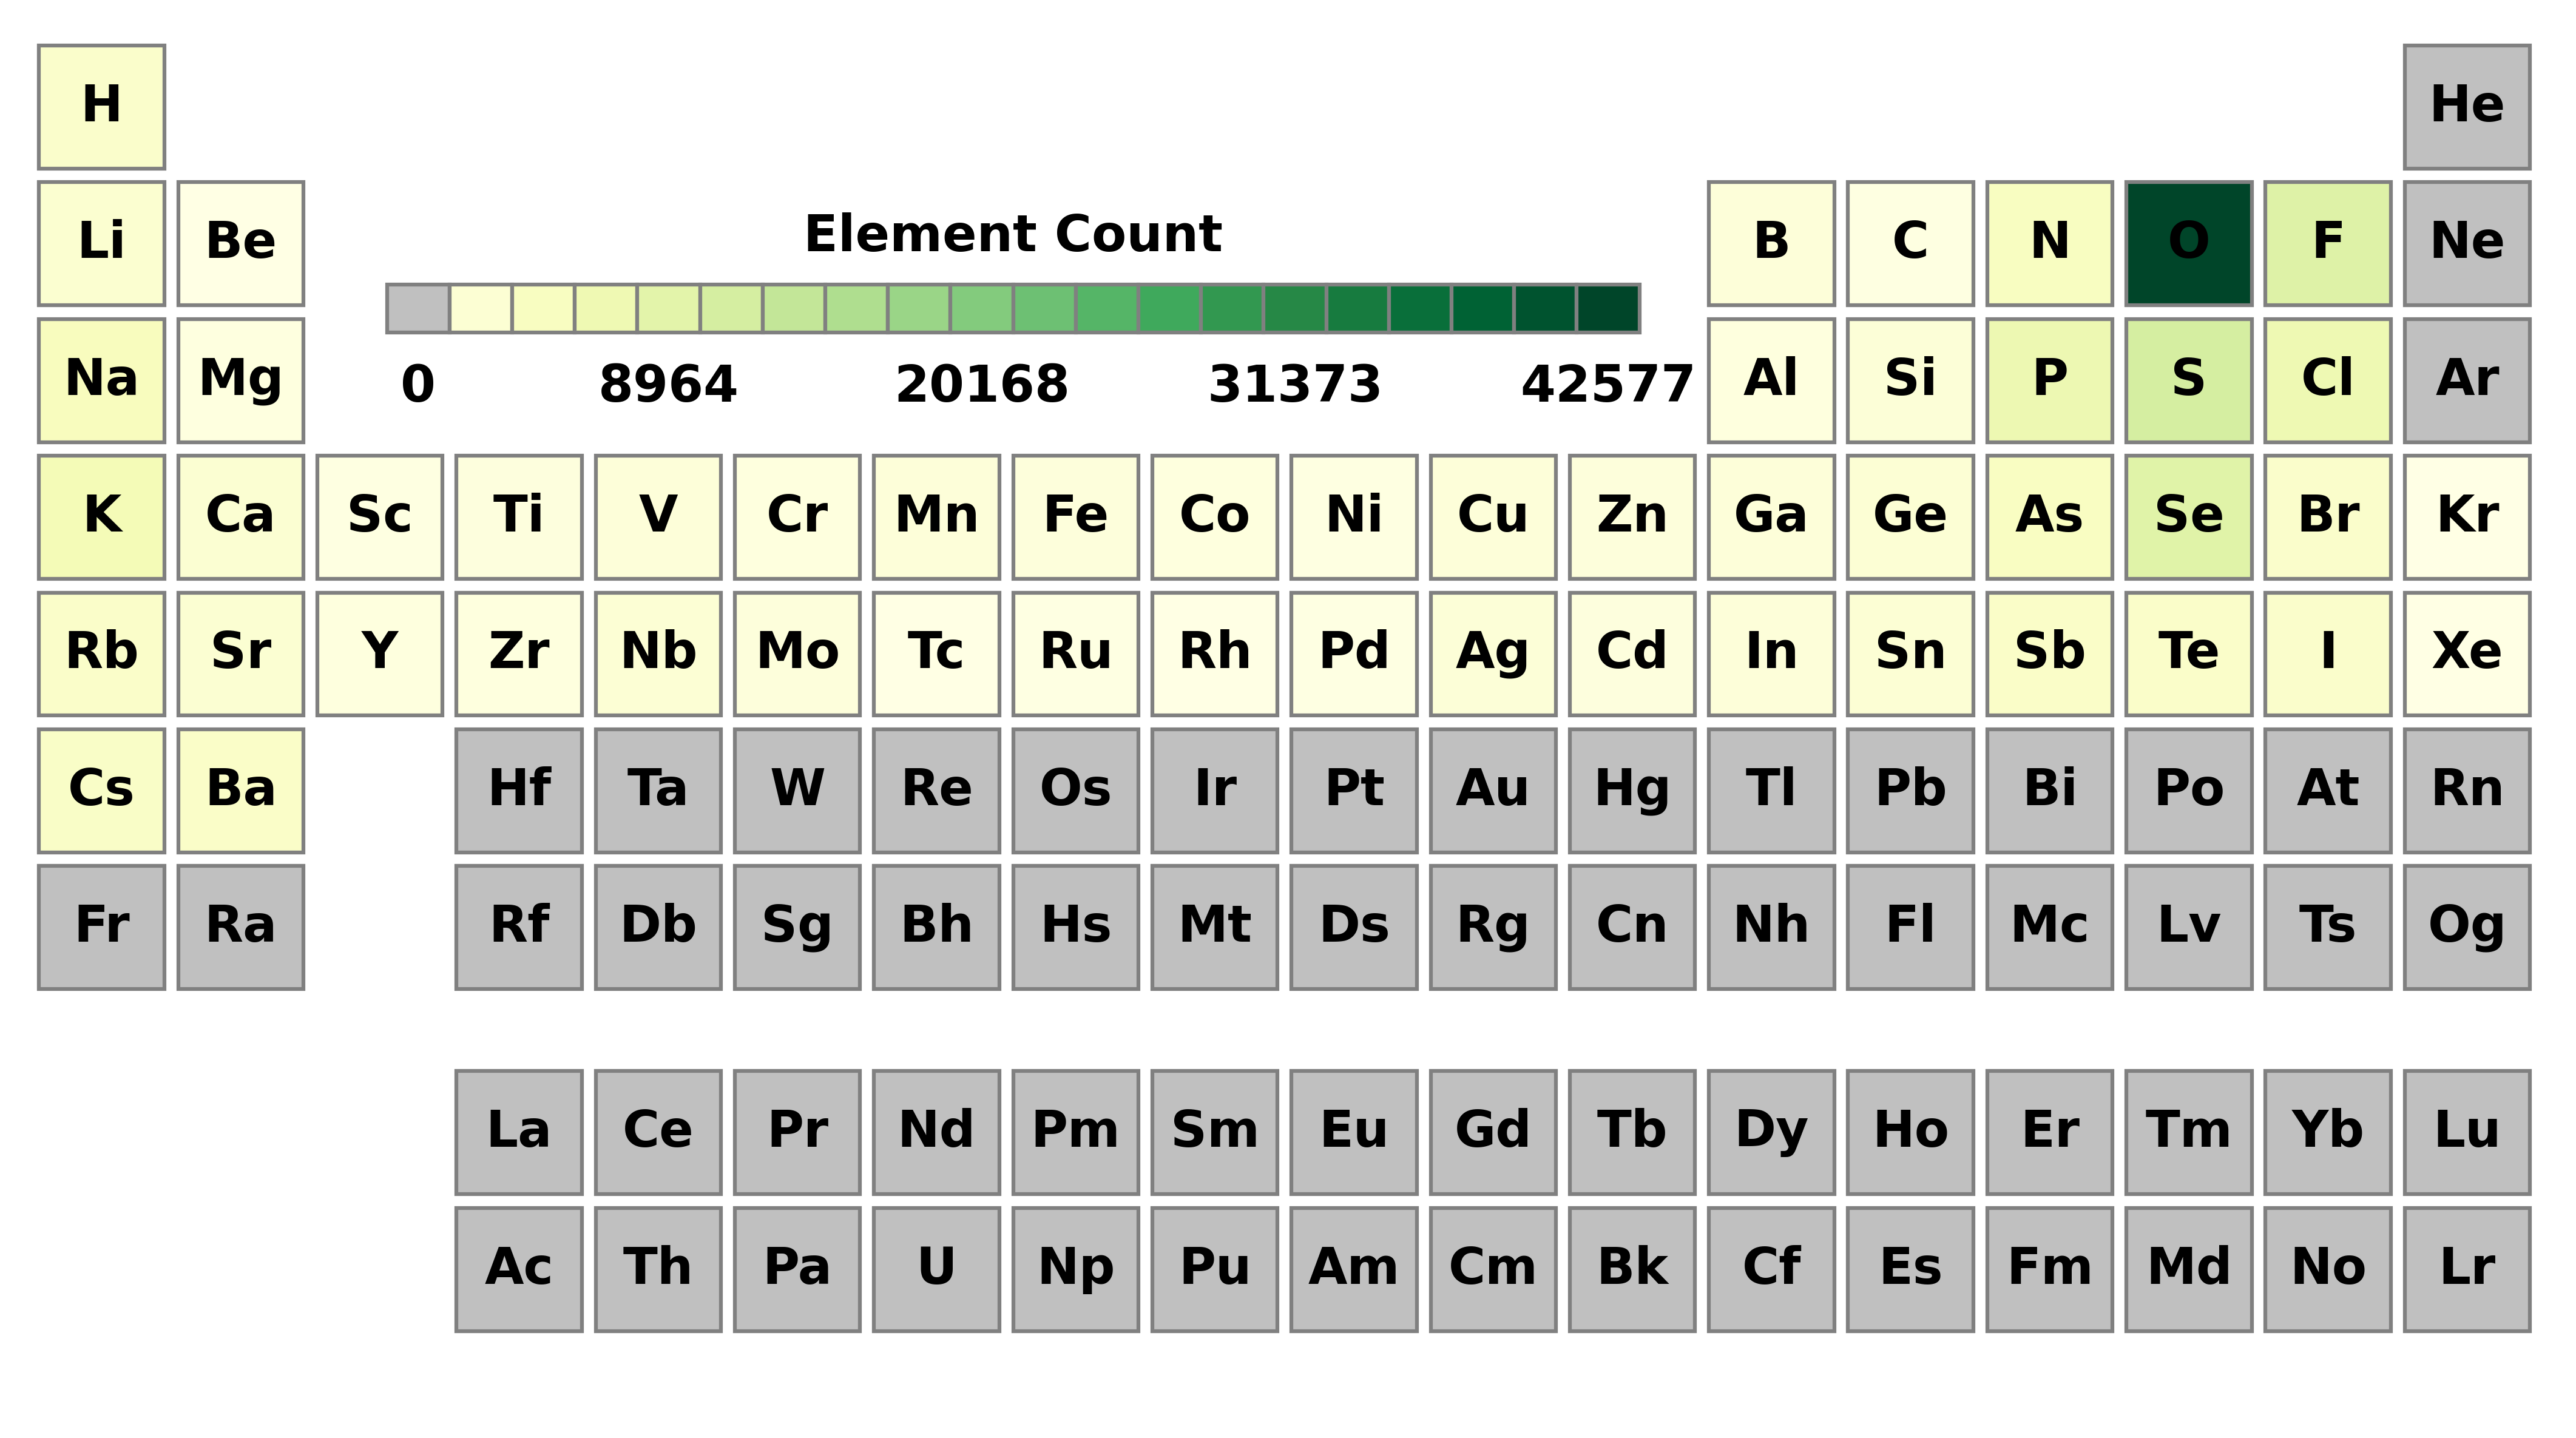 H He
Li Be B C N O F Ne
Element Count
Na Mg Al Si P S Cl Ar
0 8964 20168 31373 42577
K Ca Sc Ti V Cr Mn Fe Co Ni Cu Zn Ga Ge As Se Br Kr
Rb Sr Y Zr Nb Mo Tc Ru Rh Pd Ag Cd In Sn Sb Te I Xe
Cs Ba Hf Ta W Re Os Ir Pt Au Hg Tl Pb Bi Po At Rn
Fr Ra Rf Db Sg Bh Hs Mt Ds Rg Cn Nh Fl Mc Lv Ts Og
La Ce Pr Nd Pm Sm Eu Gd Tb Dy Ho Er Tm Yb Lu
Ac Th Pa U Np Pu Am Cm Bk Cf Es Fm Md No Lr